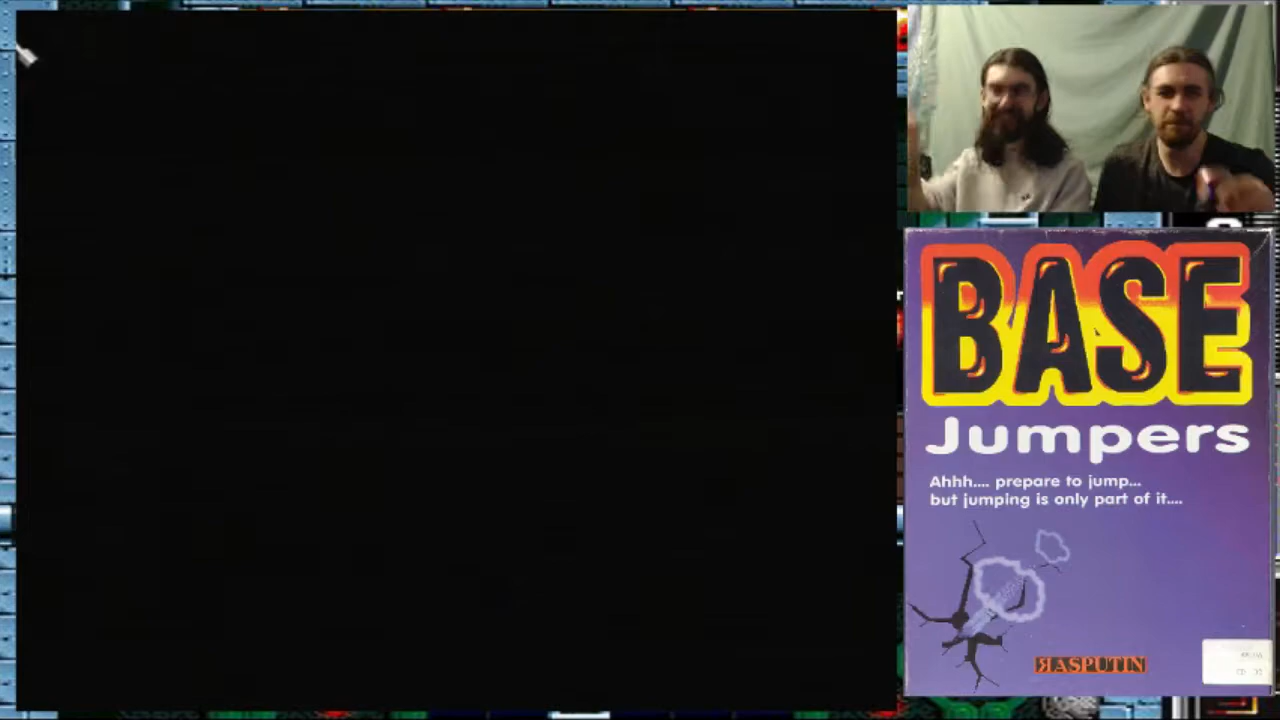 BASE
Jumpers
Ahhh.... prepare to jump...
but jumping is only part of it....
RASPUTIN